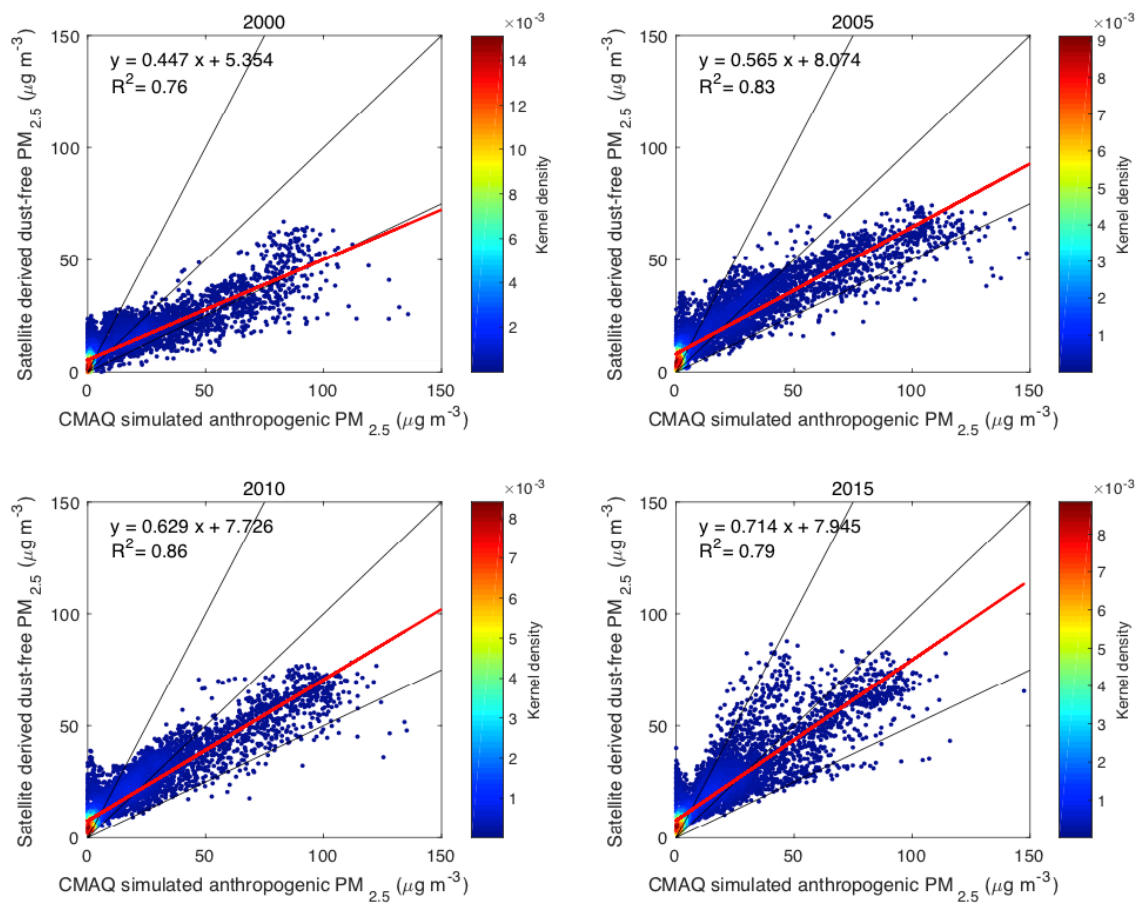 2000
×10⁻³
y = 0.447 x + 5.354
R² = 0.76
Satellite derived dust-free PM 2.5 (μg m⁻³)
150
100
50
0
0 50 100 150
CMAQ simulated anthropogenic PM 2.5 (μg m⁻³)
14
12
10
8
6
4
2
Kernel density
2005
×10⁻³
y = 0.565 x + 8.074
R² = 0.83
Satellite derived dust-free PM 2.5 (μg m⁻³)
150
100
50
0
0 50 100 150
CMAQ simulated anthropogenic PM 2.5 (μg m⁻³)
9
8
7
6
5
4
3
2
1
Kernel density
2010
×10⁻³
y = 0.629 x + 7.726
R² = 0.86
Satellite derived dust-free PM 2.5 (μg m⁻³)
150
100
50
0
0 50 100 150
CMAQ simulated anthropogenic PM 2.5 (μg m⁻³)
8
7
6
5
4
3
2
1
Kernel density
2015
×10⁻³
y = 0.714 x + 7.945
R² = 0.79
Satellite derived dust-free PM 2.5 (μg m⁻³)
150
100
50
0
0 50 100 150
CMAQ simulated anthropogenic PM 2.5 (μg m⁻³)
8
7
6
5
4
3
2
1
Kernel density